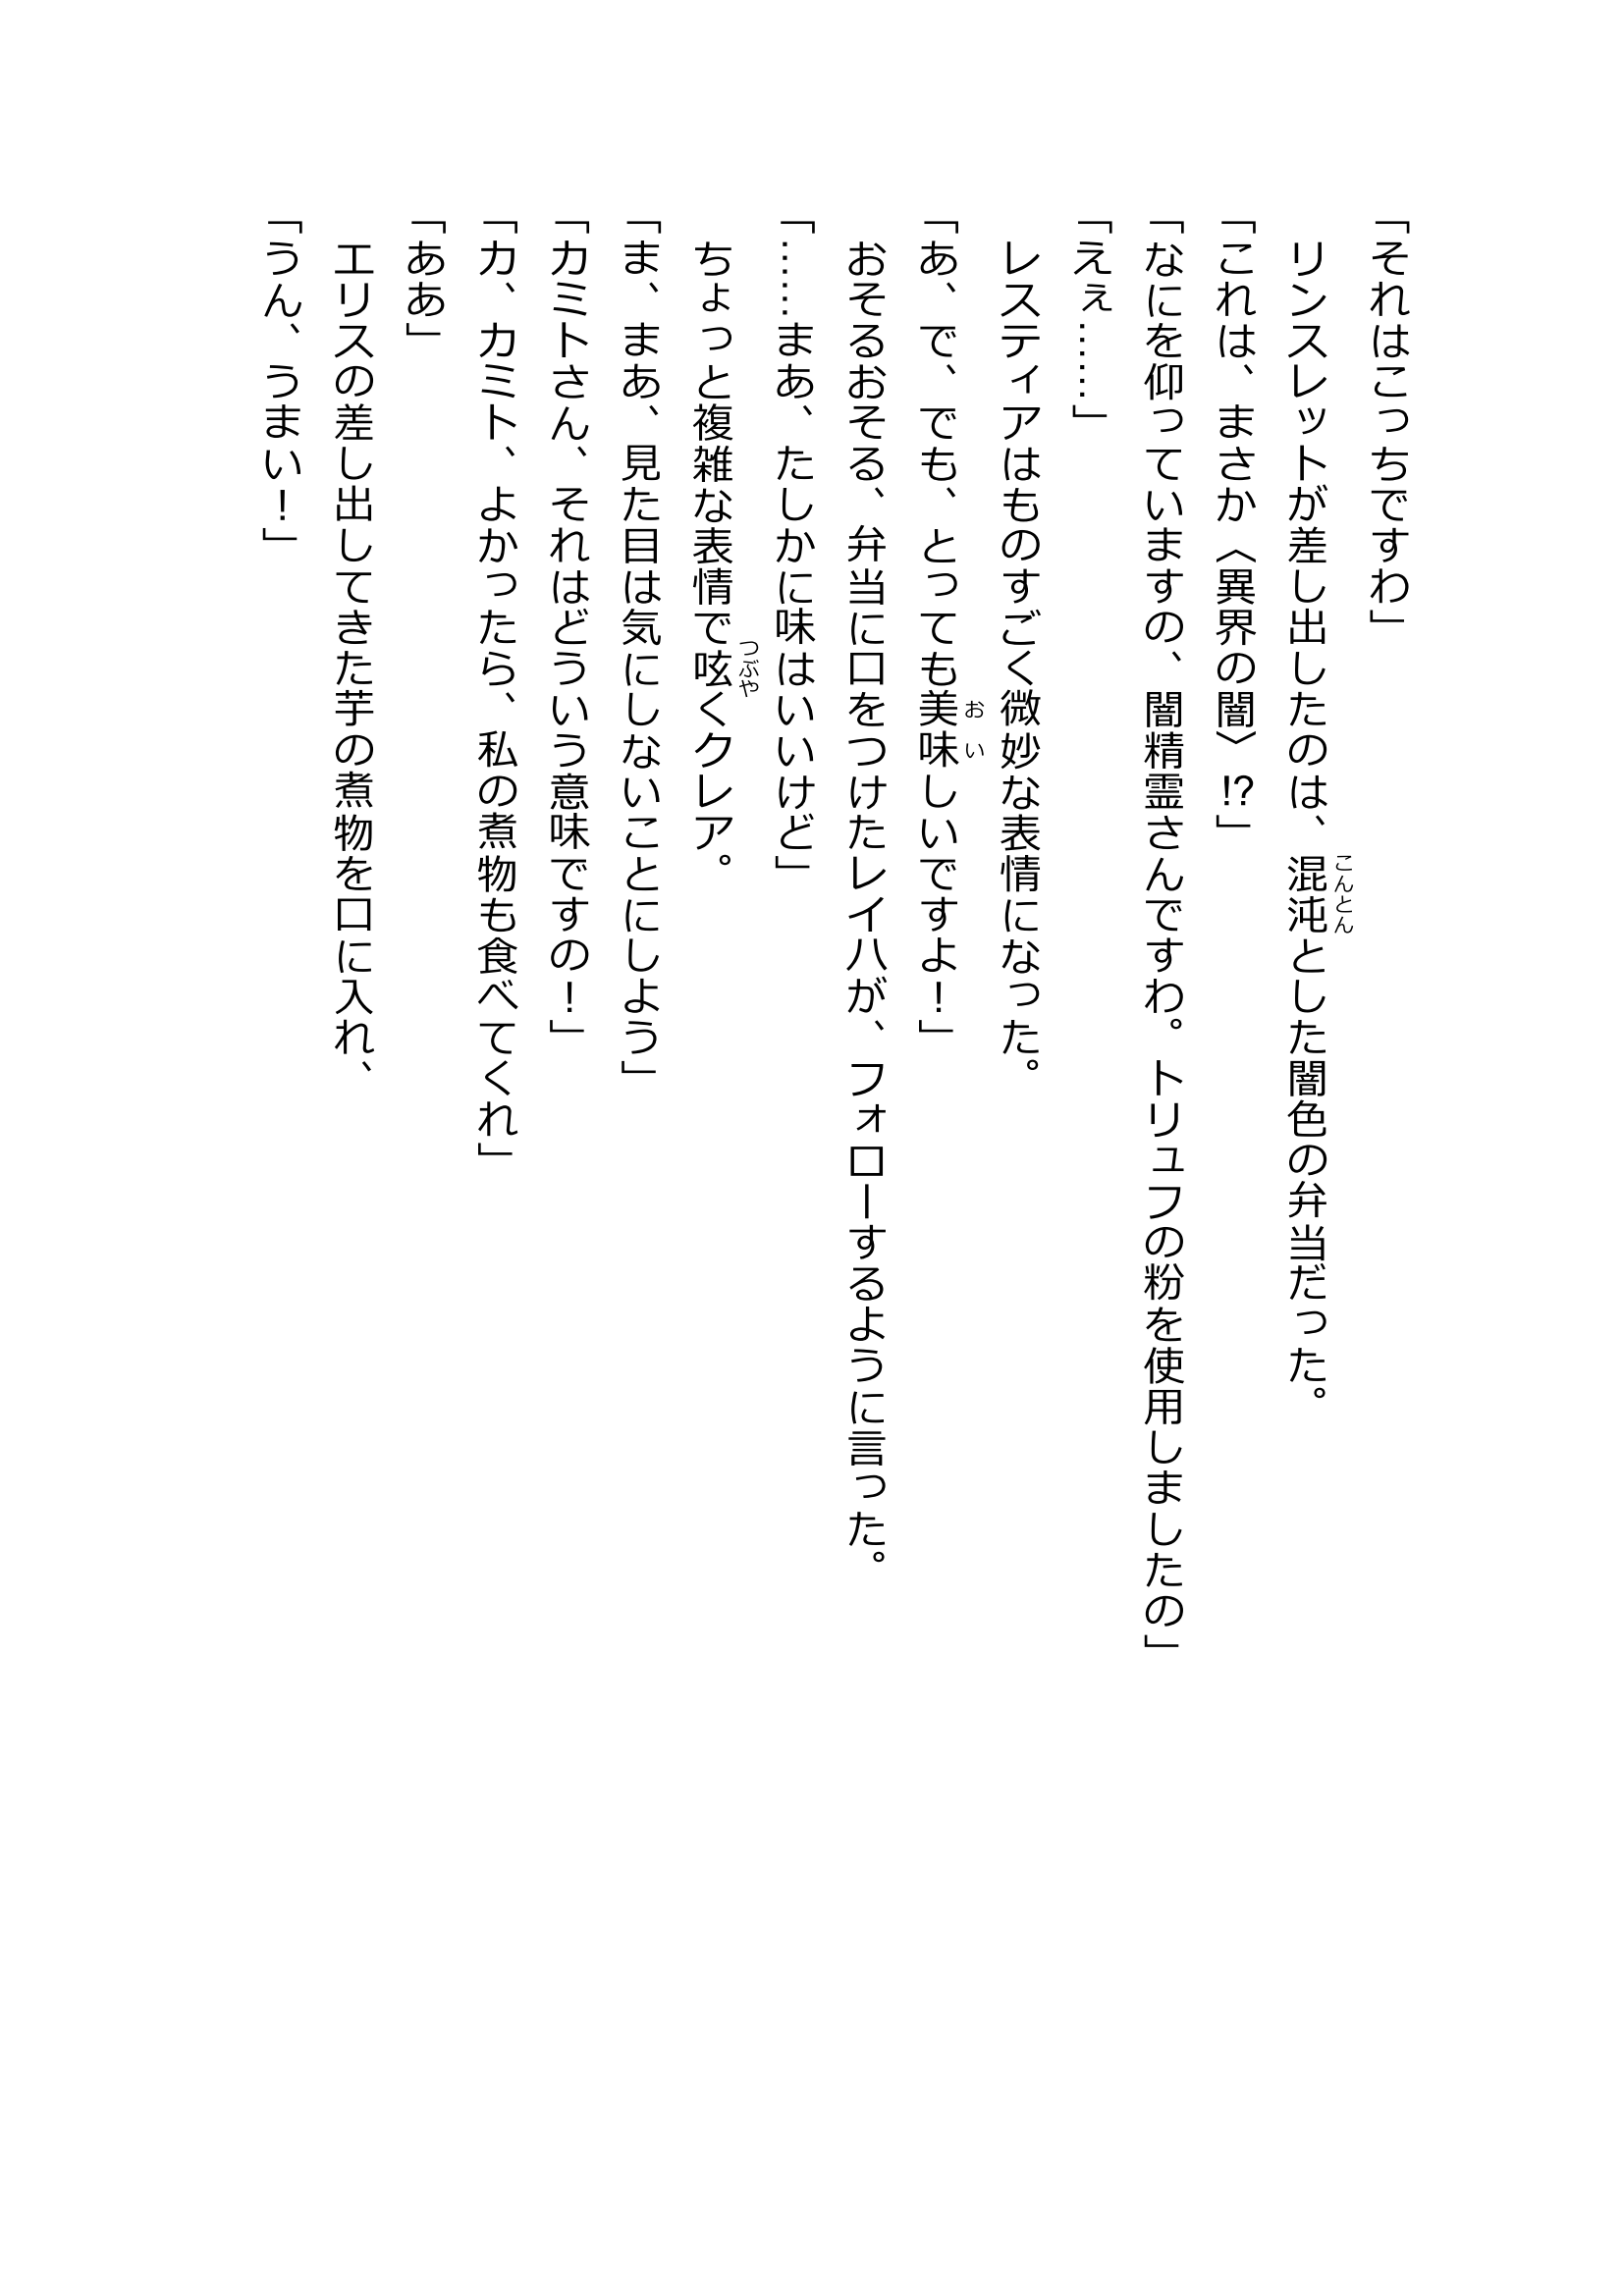 「それはこっちですわ」
リンスレットが差し出したのは、混沌とした闇色の弁当だった。
「これは、まさか〈異界の闇〉⁉」
「なにを仰っていますの、闇精霊さんですわ。トリュフの粉を使用しましたの」
「えぇ……」
レスティアはものすごく微妙な表情になった。
「あ、で、でも、とっても美味しいですよ！」
おそるおそる、弁当に口をつけたレイハが、フォローするように言った。
「……まあ、たしかに味はいいけど」
ちょっと複雑な表情で呟くクレア。
「ま、まあ、見た目は気にしないことにしよう」
「カミトさん、それはどういう意味ですの！」
「カ、カミト、よかったら、私の煮物も食べてくれ」
「ああ」
エリスの差し出してきた芋の煮物を口に入れ、
「うん、うまい！」